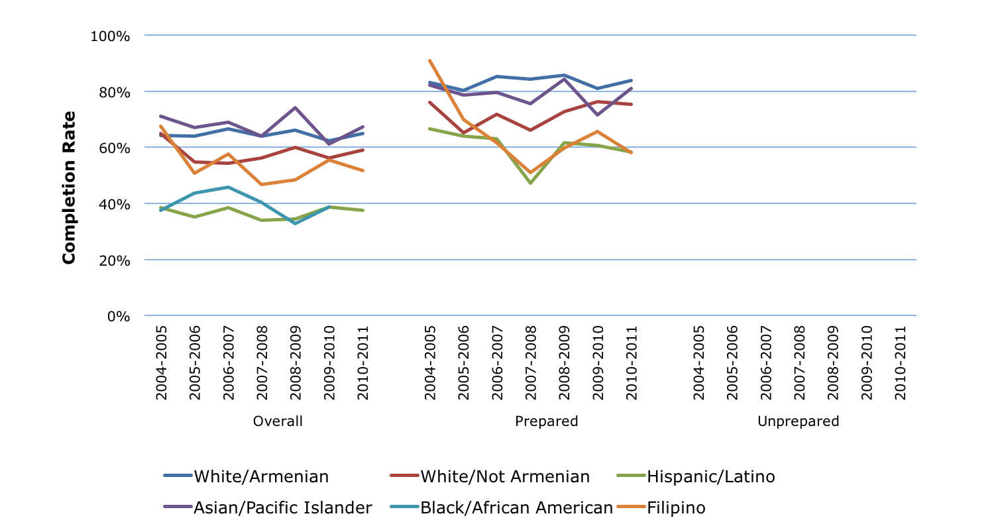 100%
80%
60%
40%
20%
0%
Completion Rate
2004-2005
2005-2006
2006-2007
2007-2008
2008-2009
2009-2010
2010-2011
2004-2005
2005-2006
2006-2007
2007-2008
2008-2009
2009-2010
2010-2011
2004-2005
2005-2006
2006-2007
2007-2008
2008-2009
2009-2010
2010-2011
Overall
Prepared
Unprepared
White/Armenian
White/Not Armenian
Hispanic/Latino
Asian/Pacific Islander
Black/African American
Filipino